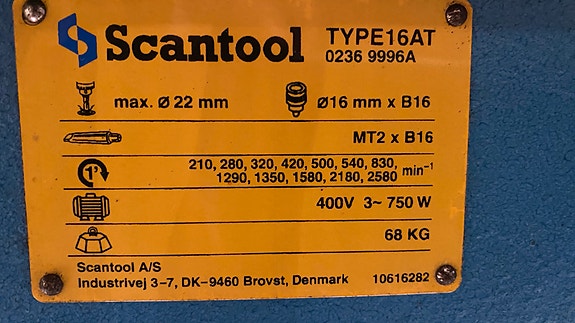 Scantool TYPE16AT
0236 9996A
max. Ø 22 mm Ø16 mm x B16
MT2 x B16
1' 210, 280, 320, 420, 500, 540, 830, min⁻¹
1290, 1350, 1580, 2180, 2580
400V 3~ 750 W
68 KG
Scantool A/S
Industrivej 3-7, DK-9460 Brovst, Denmark 10616282